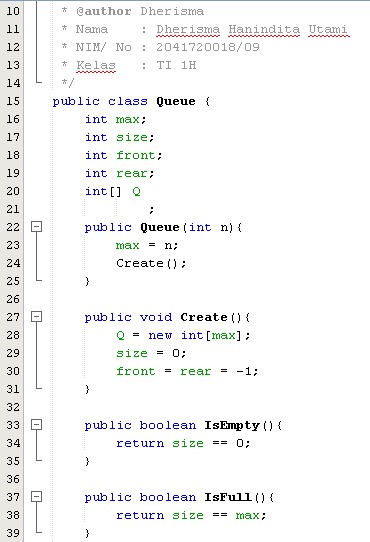 10 * @author Dherisma
11 * Nama : Dherisma Hanindita Utami
12 * NIM/ No : 2041720018/09
13 * Kelas : TI 1H
14 */
15 public class Queue {
16 int max;
17 int size;
18 int front;
19 int rear;
20 int[] Q
21 ;
22 public Queue(int n){
23 max = n;
24 Create();
25 }
26
27 public void Create(){
28 Q = new int[max];
29 size = 0;
30 front = rear = -1;
31 }
32
33 public boolean IsEmpty(){
34 return size == 0;
35 }
36
37 public boolean IsFull(){
38 return size == max;
39 }